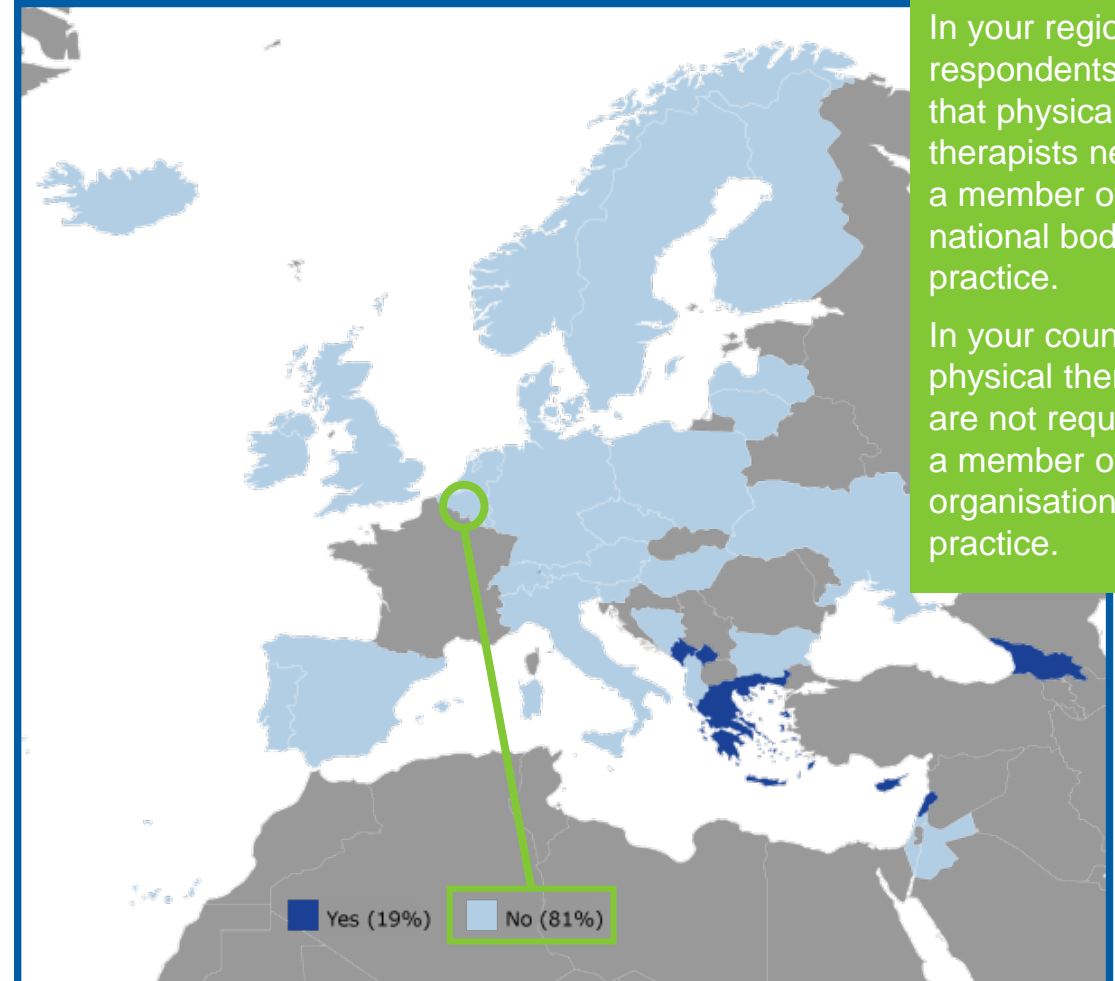 In your regio
respondents
that physica
therapists ne
a member o
national bod
practice.
In your coun
physical ther
are not requ
a member o
organisation
practice.
Yes (19%)
No (81%)